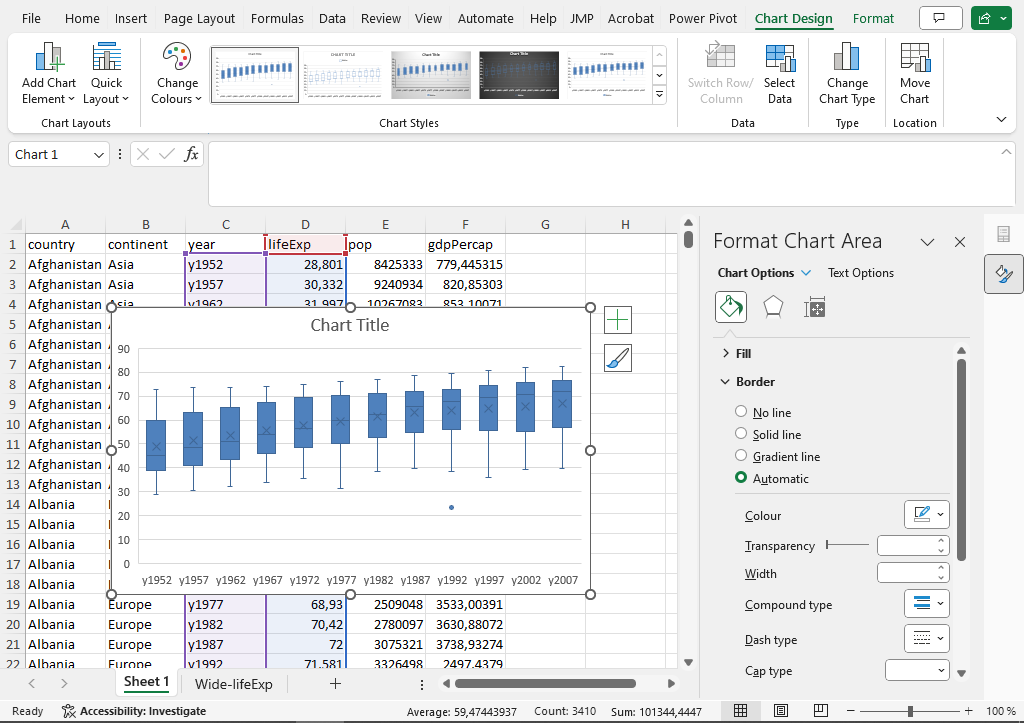 File Home Insert Page Layout Formulas Data Review View Automate Help JMP Acrobat Power Pivot Chart Design Format
Add Chart Element
Quick Layout
Change Colours
Switch Row/ Column
Select Data
Change Chart Type
Move Chart
Chart Layouts Chart Styles Data Type Location
Chart 1 fx
A B C D E F G H
1 country continent year lifeExp pop gdpPercap
2 Afghanistan Asia y1952 28,801 8425333 779,445315
3 Afghanistan Asia y1957 30,332 9240934 820,85303
4 Afghanistan Asia y1962 31,997 10267083 853,10071
5 Afghanistan
6 Afghanistan
7 Afghanistan
8 Afghanistan
9 Afghanistan
10 Afghanistan
11 Afghanistan
12 Afghanistan
13 Afghanistan
14 Albania
15 Albania
16 Albania
17 Albania
18 Albania
19 Albania Europe y1977 68,93 2509048 3533,00391
20 Albania Europe y1982 70,42 2780097 3630,88072
21 Albania Europe y1987 72 3075321 3738,93274
22 Albania Europe y1992 71,581 3326498 2497,4379
Chart Title
90
80
70
60
50
40
30
20
10
0
y1952 y1957 y1962 y1967 y1972 y1977 y1982 y1987 y1992 y1997 y2002 y2007
Format Chart Area
Chart Options Text Options
Fill
Border
No line
Solid line
Gradient line
Automatic
Colour
Transparency
Width
Compound type
Dash type
Cap type
Sheet 1 Wide-lifeExp
Ready Accessibility: Investigate Average: 59,47443937 Count: 3410 Sum: 101344,4447 100 %